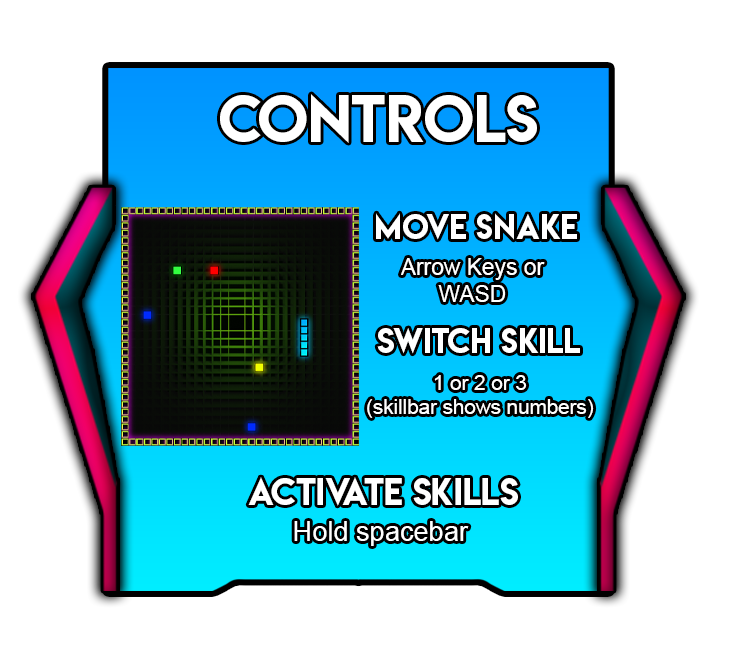 CONTROLS
MOVE SNAKE
Arrow Keys or
WASD
SWITCH SKILL
1 or 2 or 3
(skillbar shows numbers)
ACTIVATE SKILLS
Hold spacebar